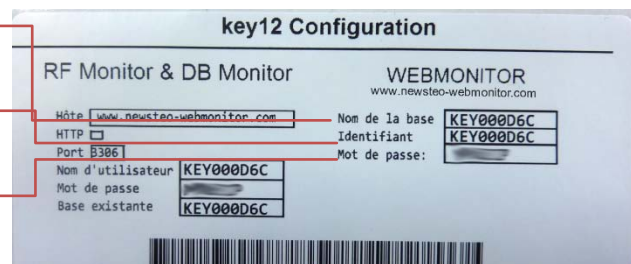 key12 Configuration
RF Monitor & DB Monitor
Hôte www.newsteo-webmonitor.com
HTTP
Port 3306
Nom d'utilisateur KEY000D6C
Mot de passe
Base existante KEY000D6C
WEBMONITOR
www.newsteo-webmonitor.com
Nom de la base KEY000D6C
Identifiant KEY000D6C
Mot de passe: